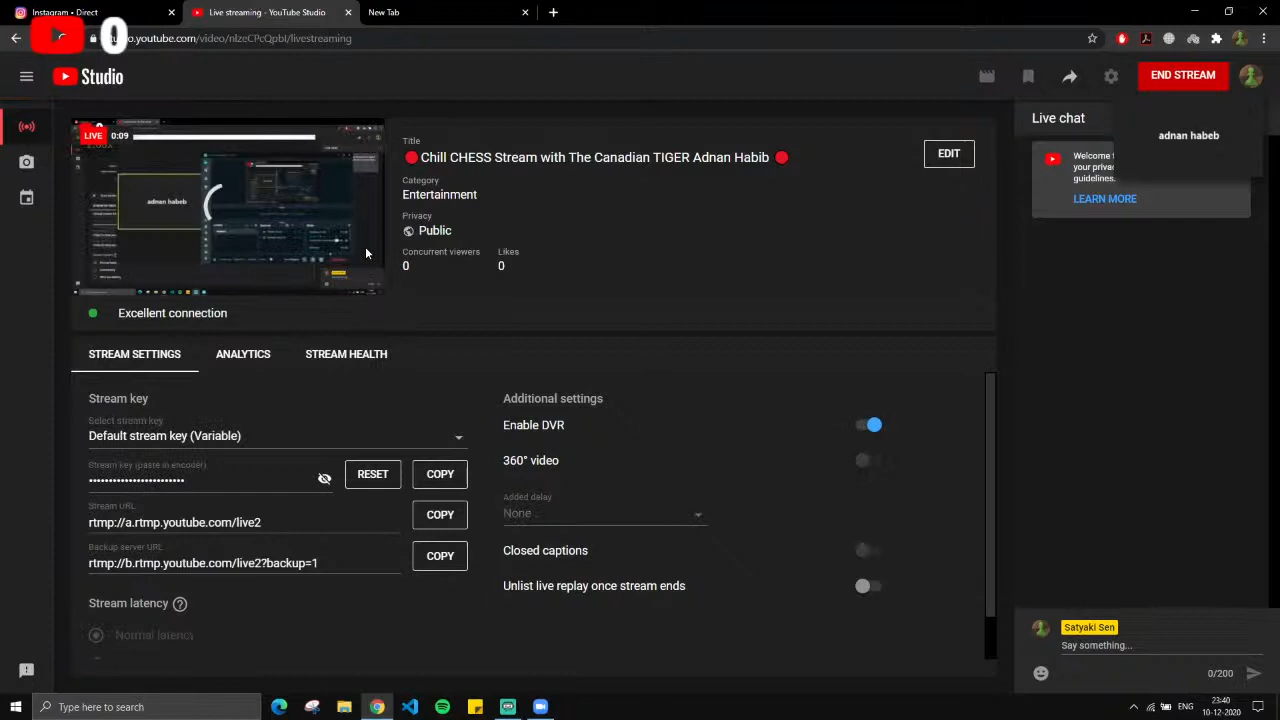 Instagram • Direct
Live streaming - YouTube Studio
New Tab
0
studio.youtube.com/video/nlzeCPcQpbI/livestreaming
Studio
END STREAM
LIVE 0:09
adnan habeb
Title
Chill CHESS Stream with The Canadian TIGER Adnan Habib
EDIT
Category
Entertainment
Privacy
Public
Concurrent viewers
Likes
0
0
Excellent connection
Live chat
adnan habeb
Welcome
your privac
guidelines.
LEARN MORE
STREAM SETTINGS
ANALYTICS
STREAM HEALTH
Stream key
Select stream key
Default stream key (Variable)
Stream key (paste in encoder)
••••••••••••••••••••••••
RESET
COPY
Stream URL
rtmp://a.rtmp.youtube.com/live2
COPY
Backup server URL
rtmp://b.rtmp.youtube.com/live2?backup=1
COPY
Stream latency
Normal latency
Additional settings
Enable DVR
360° video
Added delay
None
Closed captions
Unlist live replay once stream ends
Satyaki Sen
Say something...
0/200
Type here to search
23:40
10-12-2020